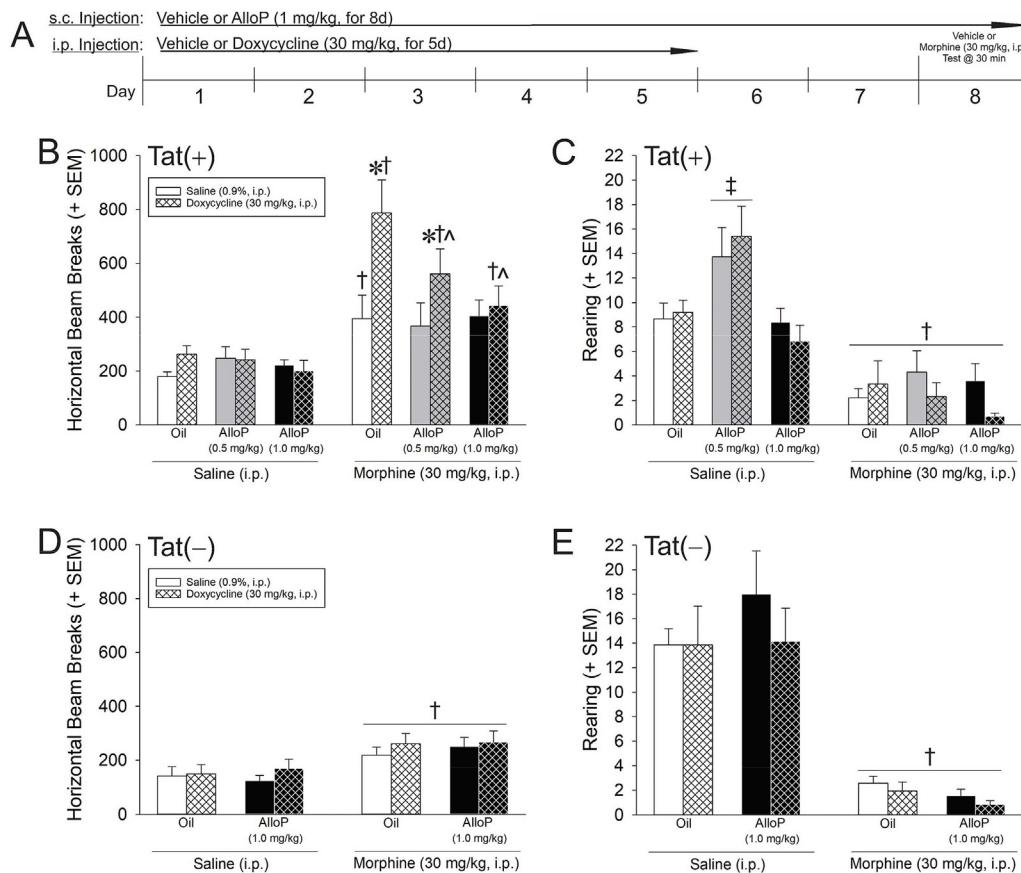 A
s.c. Injection: Vehicle or AlloP (1 mg/kg, for 8d)
i.p. Injection: Vehicle or Doxycycline (30 mg/kg, for 5d)
Vehicle or
Morphine (30 mg/kg, i.p
Test @ 30 min
Day 1 2 3 4 5 6 7 8
B Tat(+)
Horizontal Beam Breaks (+ SEM)
1000
800
600
400
200
0
Saline (0.9%, i.p.)
Doxycycline (30 mg/kg, i.p.)
*†
*†^
† †^
Oil AlloP AlloP Oil AlloP AlloP
(0.5 mg/kg) (1.0 mg/kg) (0.5 mg/kg) (1.0 mg/kg)
Saline (i.p.) Morphine (30 mg/kg, i.p.)
C Tat(+)
Rearing (+ SEM)
22
20
18
16
14
12
10
8
6
4
2
0
‡
†
Oil AlloP AlloP Oil AlloP AlloP
(0.5 mg/kg) (1.0 mg/kg) (0.5 mg/kg) (1.0 mg/kg)
Saline (i.p.) Morphine (30 mg/kg, i.p.)
D Tat(−)
Horizontal Beam Breaks (+ SEM)
1000
800
600
400
200
0
Saline (0.9%, i.p.)
Doxycycline (30 mg/kg, i.p.)
†
Oil AlloP Oil AlloP
(1.0 mg/kg) (1.0 mg/kg)
Saline (i.p.) Morphine (30 mg/kg, i.p.)
E Tat(−)
Rearing (+ SEM)
22
20
18
16
14
12
10
8
6
4
2
0
†
Oil AlloP Oil AlloP
(1.0 mg/kg) (1.0 mg/kg)
Saline (i.p.) Morphine (30 mg/kg, i.p.)